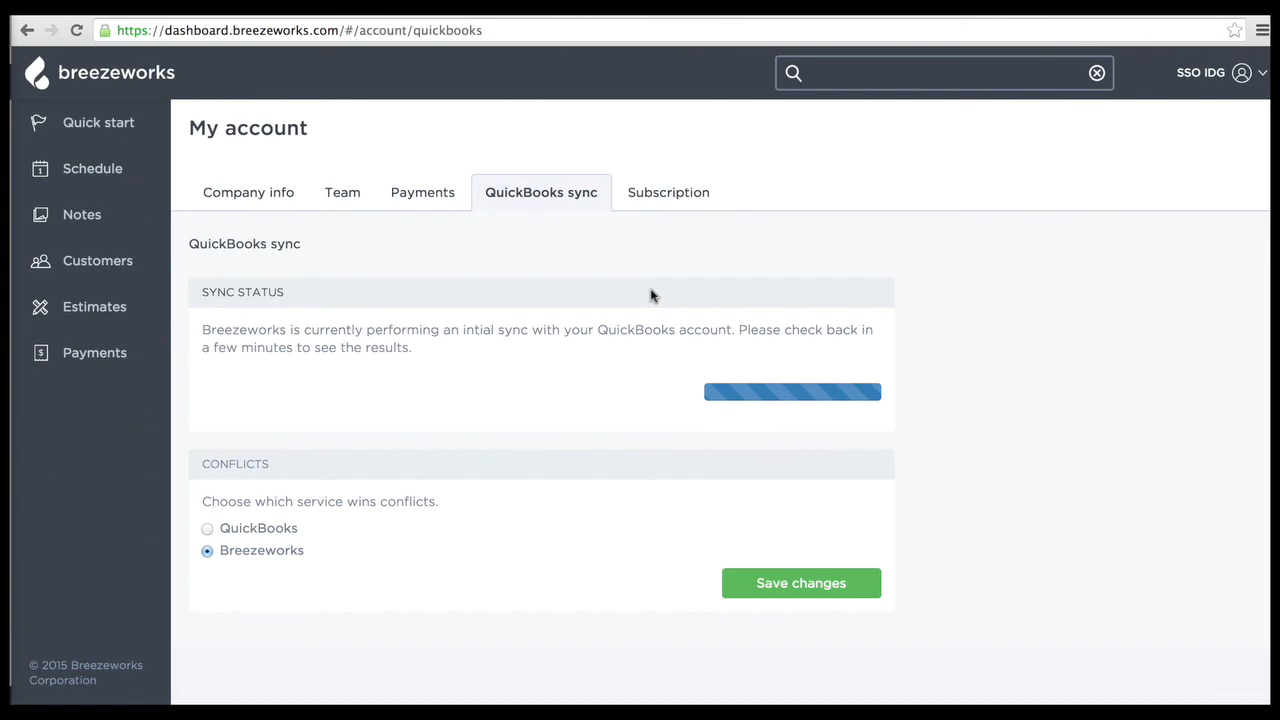 https://dashboard.breezeworks.com/#/account/quickbooks
breezeworks
SSO IDG
Quick start
1
Schedule
Notes
Customers
Estimates
$
Payments
© 2015 Breezeworks
Corporation
My account
Company info
Team
Payments
QuickBooks sync
Subscription
QuickBooks sync
SYNC STATUS
Breezeworks is currently performing an intial sync with your QuickBooks account. Please check back in
a few minutes to see the results.
CONFLICTS
Choose which service wins conflicts.
QuickBooks
Breezeworks
Save changes